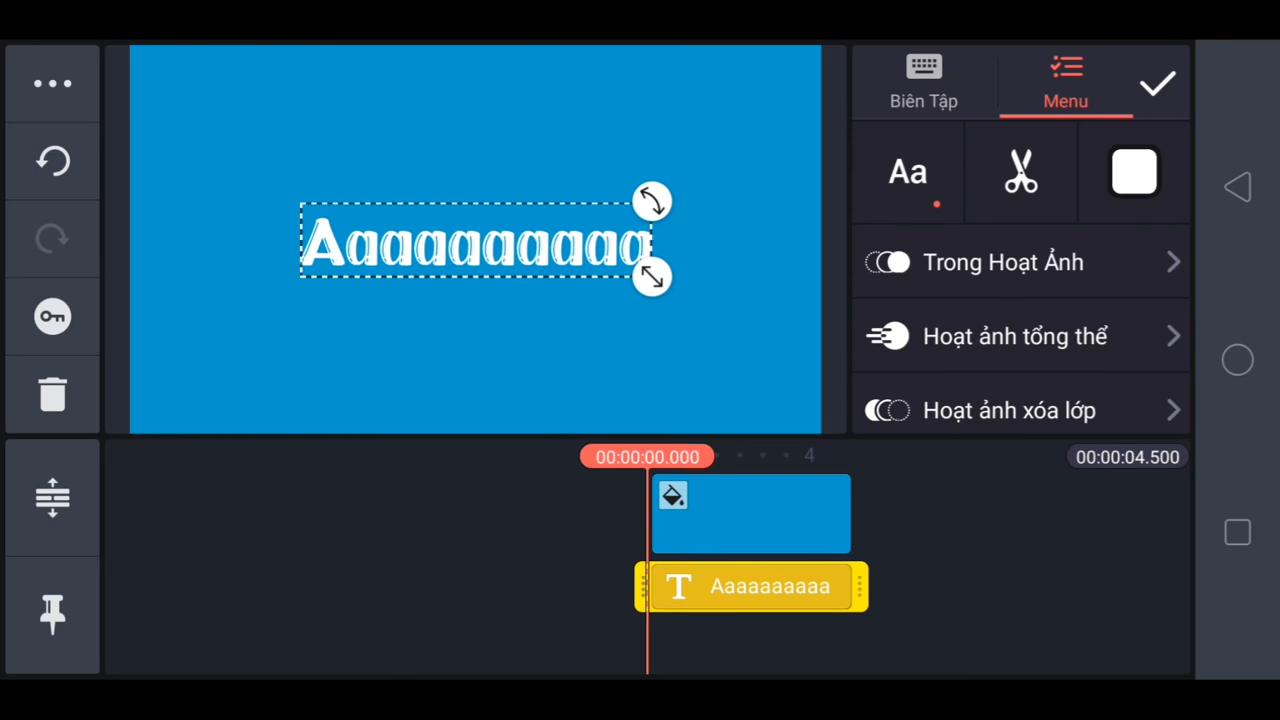 Biên Tập
Menu
Aa
Trong Hoạt Ảnh
Hoạt ảnh tổng thể
Hoạt ảnh xóa lớp
Aaaaaaaaaa
00:00:00.000
4
00:00:04.500
T Aaaaaaaaaa